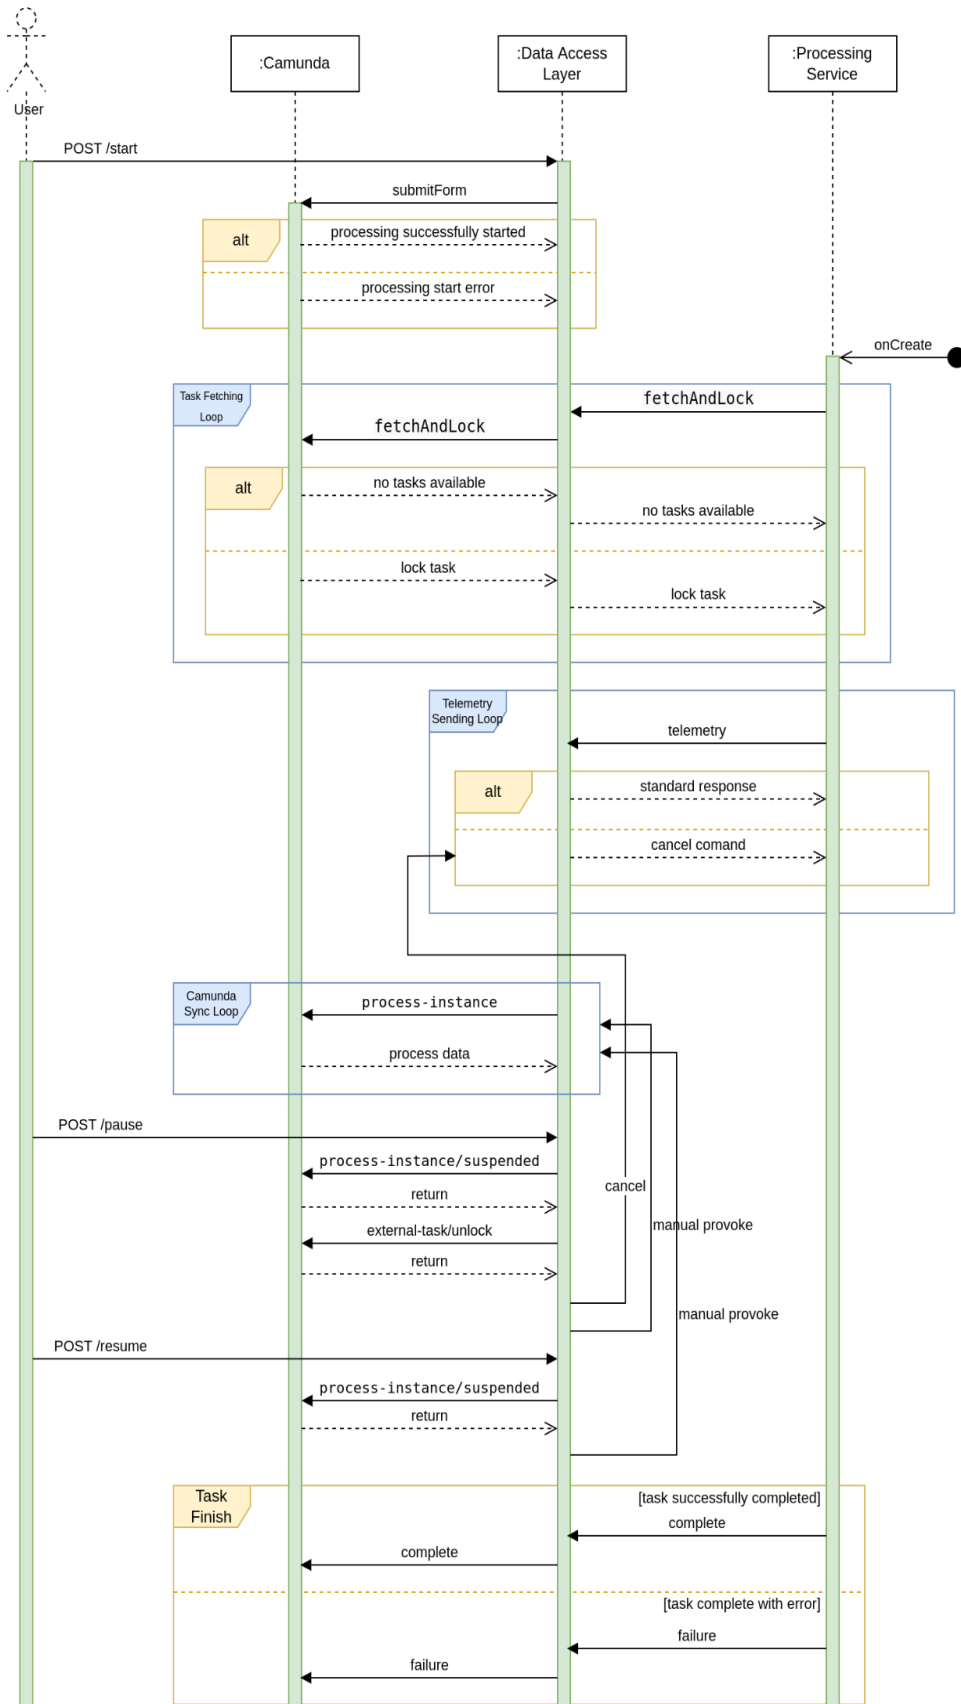 User
:Camunda
:Data Access
Layer
:Processing
Service
POST /start
submitForm
alt
processing successfully started
processing start error
onCreate
Task Fetching
Loop
fetchAndLock
fetchAndLock
alt
no tasks available
no tasks available
lock task
lock task
Telemetry
Sending Loop
telemetry
alt
standard response
cancel comand
Camunda
Sync Loop
process-instance
process data
POST /pause
process-instance/suspended
cancel
return
manual provoke
external-task/unlock
return
manual provoke
POST /resume
process-instance/suspended
return
Task
Finish
[task successfully completed]
complete
complete
[task complete with error]
failure
failure